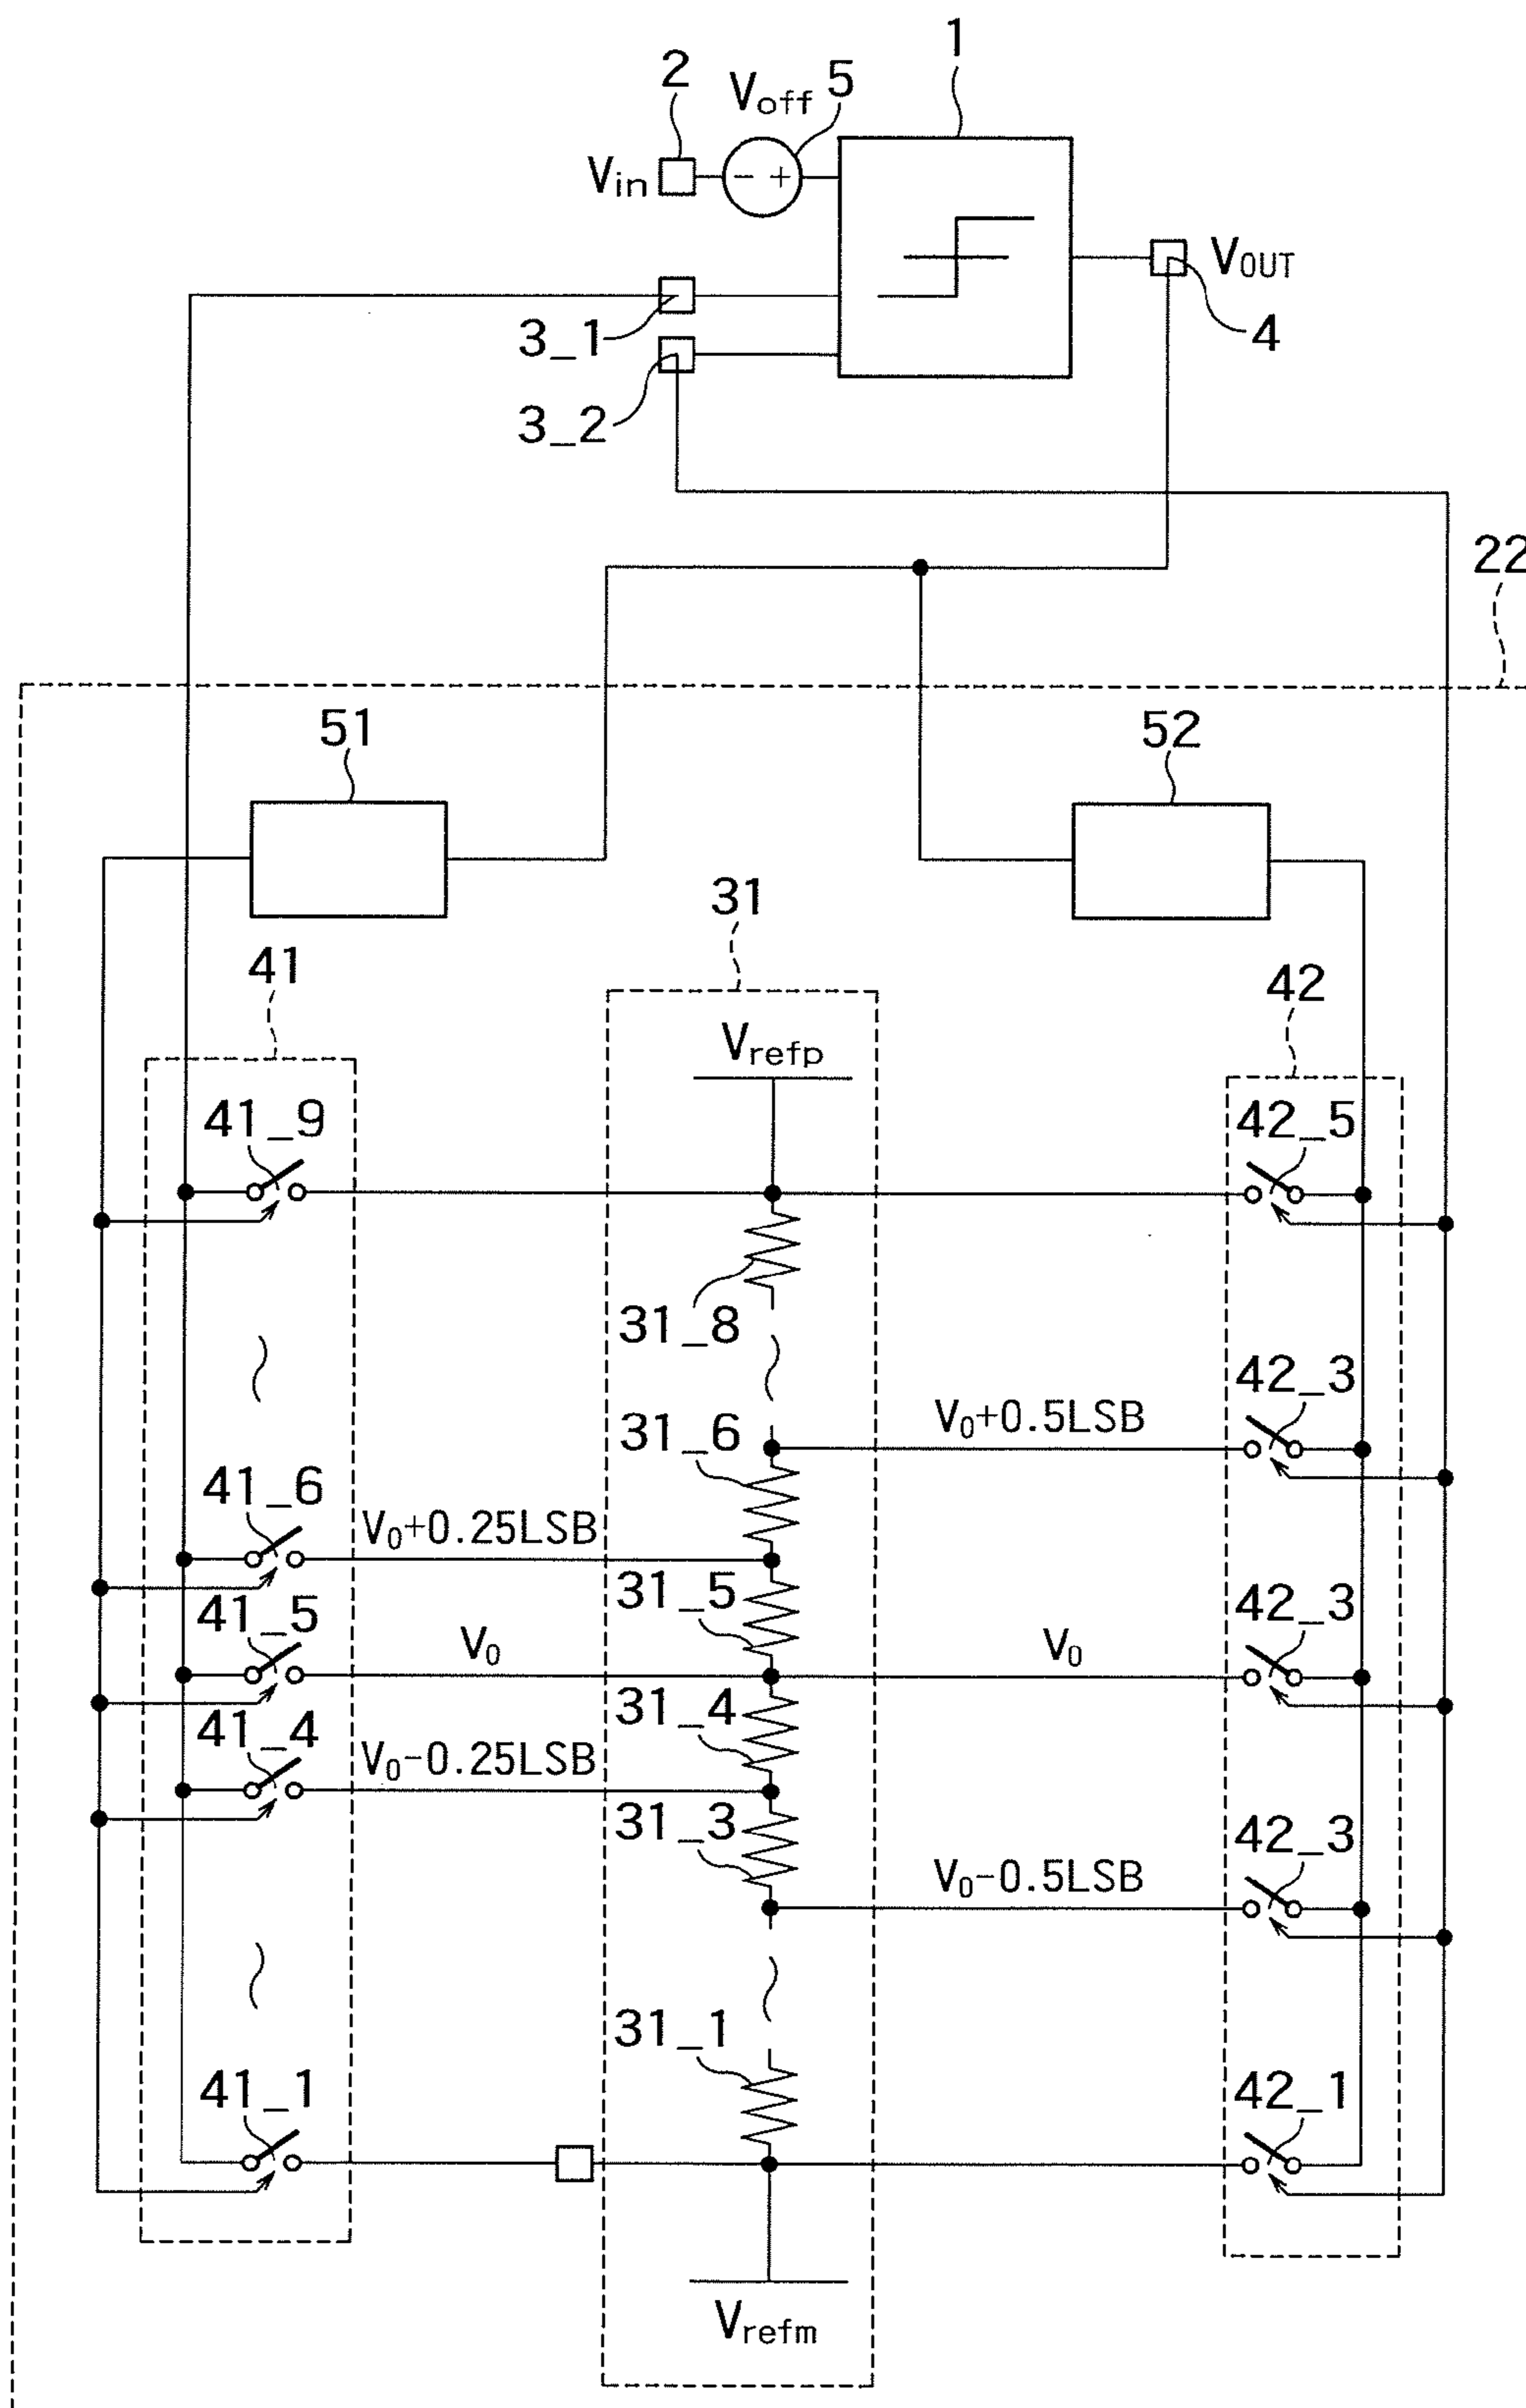 1
2
Voff 5
Vin
- +
VOUT
3_1
4
3_2
22
51
52
31
41
42
Vrefp
41_9
42_5
31_8
42_3
V0+0.5LSB
31_6
41_6
V0+0.25LSB
31_5
42_3
41_5
V0
V0
31_4
41_4
V0-0.25LSB
31_3
42_3
V0-0.5LSB
31_1
41_1
42_1
Vrefm